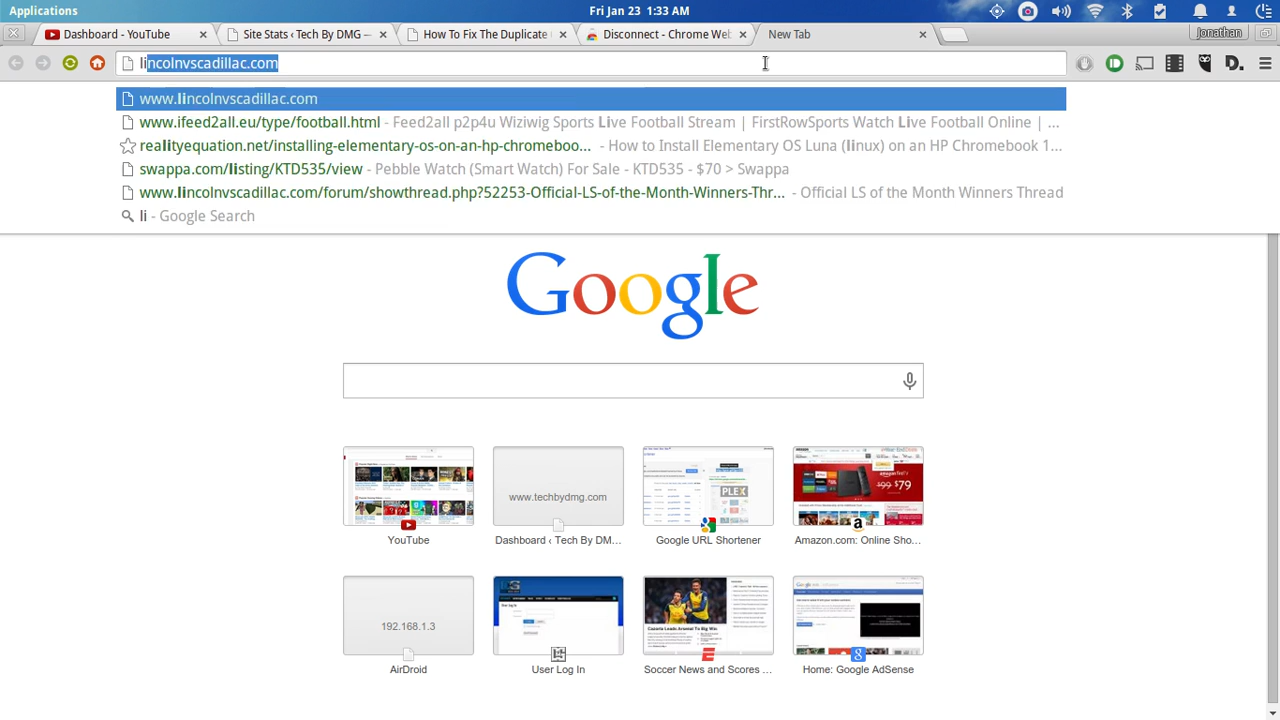 Applications
Fri Jan 23 1:33 AM
Dashboard - YouTube
Site Stats ‹ Tech By DMG —
How To Fix The Duplicate
Disconnect - Chrome Web
New Tab
Jonathan
lincolnvscadillac.com
D.
www.lincolnvscadillac.com
www.ifeed2all.eu/type/football.html - Feed2all p2p4u Wiziwig Sports Live Football Stream | FirstRowSports Watch Live Football Online | ...
realityequation.net/installing-elementary-os-on-an-hp-chromeboo... - How to Install Elementary OS Luna (linux) on an HP Chromebook 1...
swappa.com/listing/KTD535/view - Pebble Watch (Smart Watch) For Sale - KTD535 - $70 > Swappa
www.lincolnvscadillac.com/forum/showthread.php?52253-Official-LS-of-the-Month-Winners-Thr... - Official LS of the Month Winners Thread
li - Google Search
Google
www.techbydmg.com
PLEX
$99 $79
YouTube
Dashboard ‹ Tech By DM...
Google URL Shortener
Amazon.com: Online Sho...
192.168.1.3
Cazorla Leads Arsenal To Big Win
AirDroid
User Log In
Soccer News and Scores ...
Home: Google AdSense